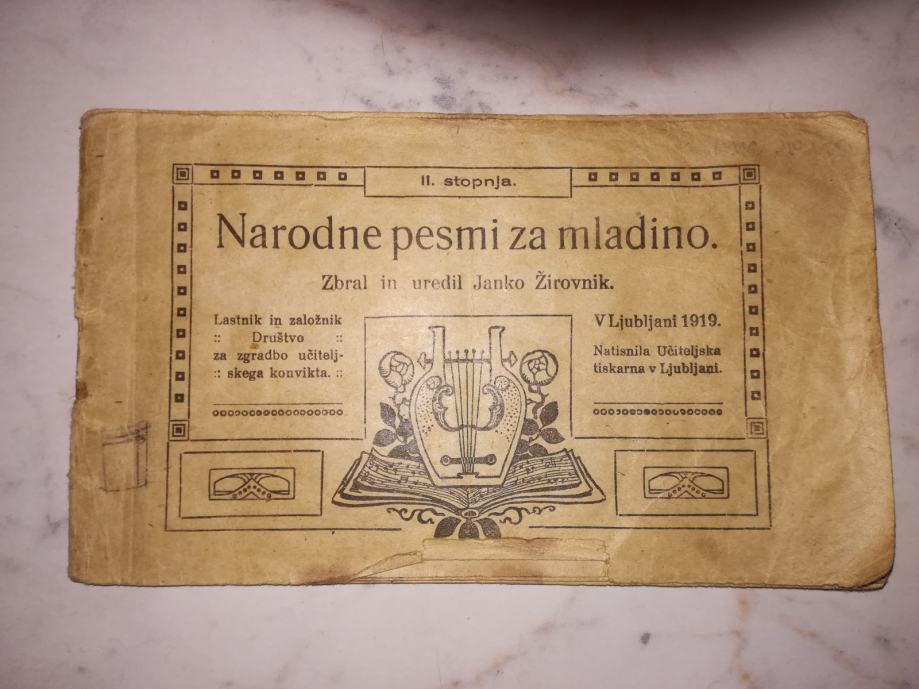 II. stopnja.
Narodne pesmi za mladino.
Zbral in uredil Janko Žirovnik.
Lastnik in založnik
:: Društvo ::
za zgradbo učitelj-
:: skega konvikta. ::
V Ljubljani 1919.
Natisnila Učiteljska
tiskarna v Ljubljani.